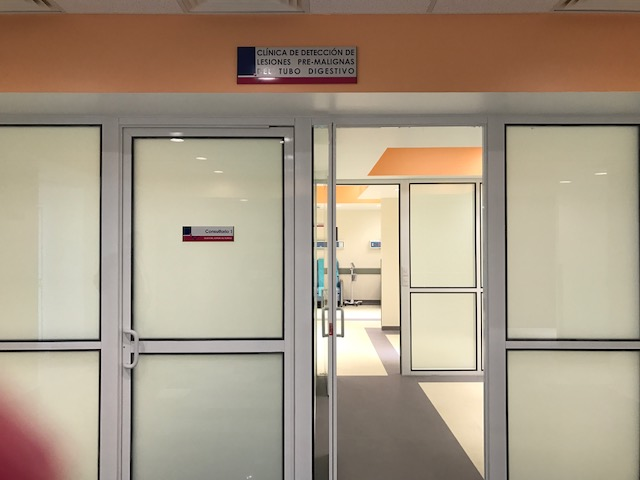 CLÍNICA DE DETECCIÓN DE
LESIONES PRE-MALIGNAS
DEL TUBO DIGESTIVO
Consultorio 1